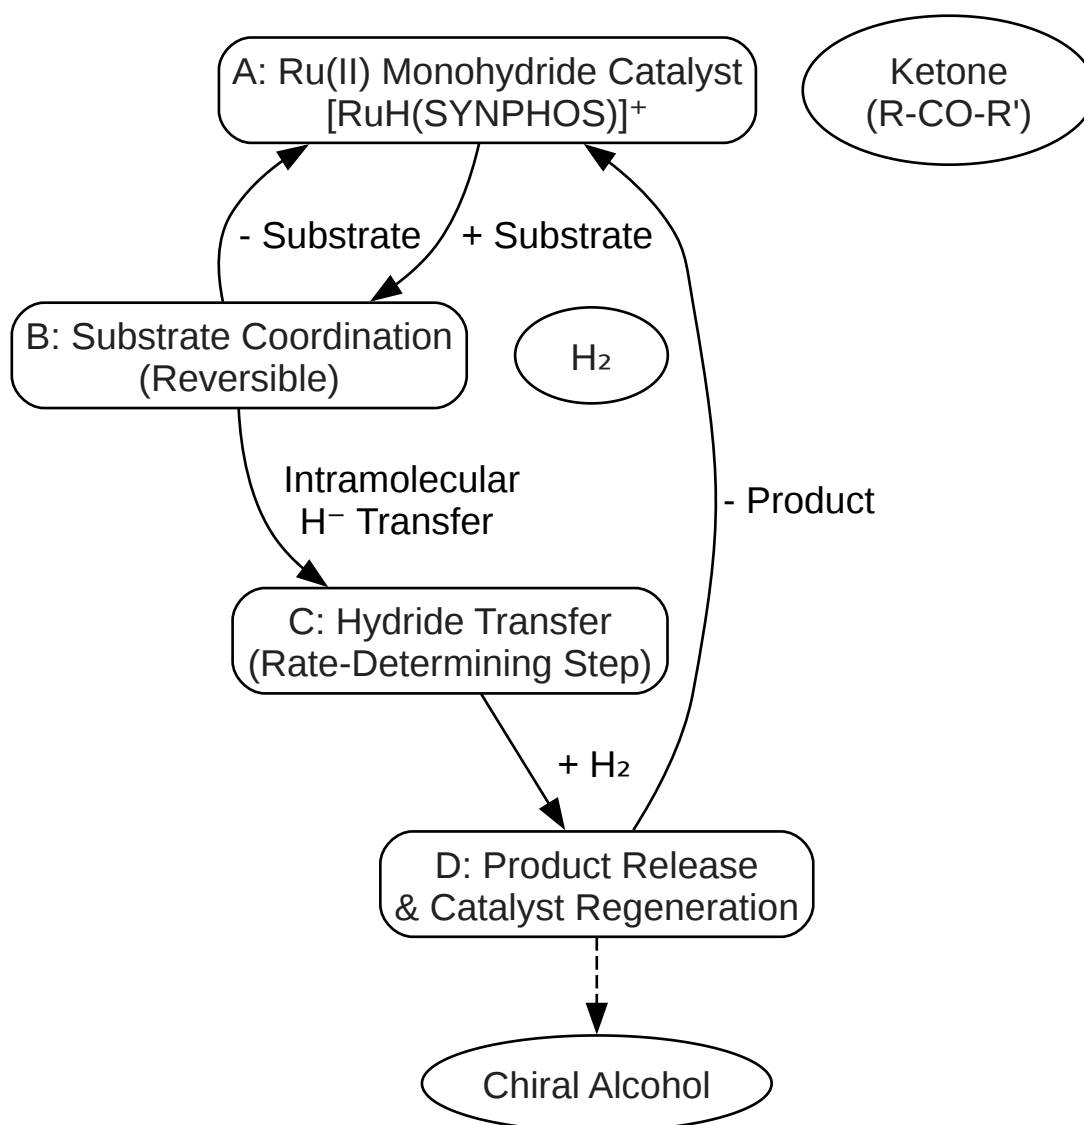 A: Ru(II) Monohydride Catalyst
[RuH(SYNPHOS)]⁺
Ketone
(R-CO-R')
- Substrate
+ Substrate
B: Substrate Coordination
(Reversible)
H₂
Intramolecular
H⁻ Transfer
- Product
C: Hydride Transfer
(Rate-Determining Step)
+ H₂
D: Product Release
& Catalyst Regeneration
Chiral Alcohol